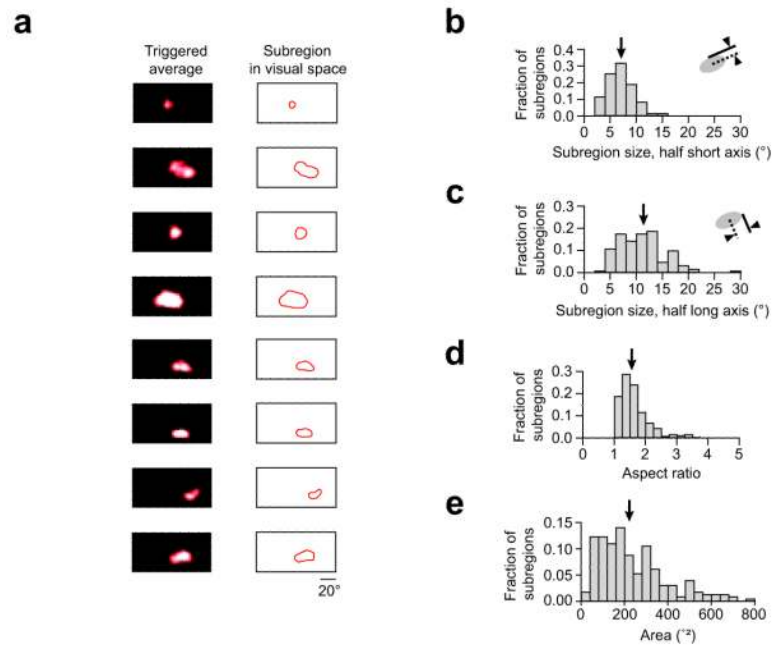 a
Triggered
average
Subregion
in visual space
20°
b
Fraction of
subregions
0.4
0.3
0.2
0.1
0
0 5 10 15 20 25 30
Subregion size, half short axis (°)
c
Fraction of
subregions
0.3
0.2
0.1
0
0 5 10 15 20 25 30
Subregion size, half long axis (°)
d
Fraction of
subregions
0.3
0.2
0.1
0.0
0 1 2 3 4 5
Aspect ratio
e
Fraction of
subregions
0.15
0.10
0.05
0.00
0 200 400 600 800
Area (°²)